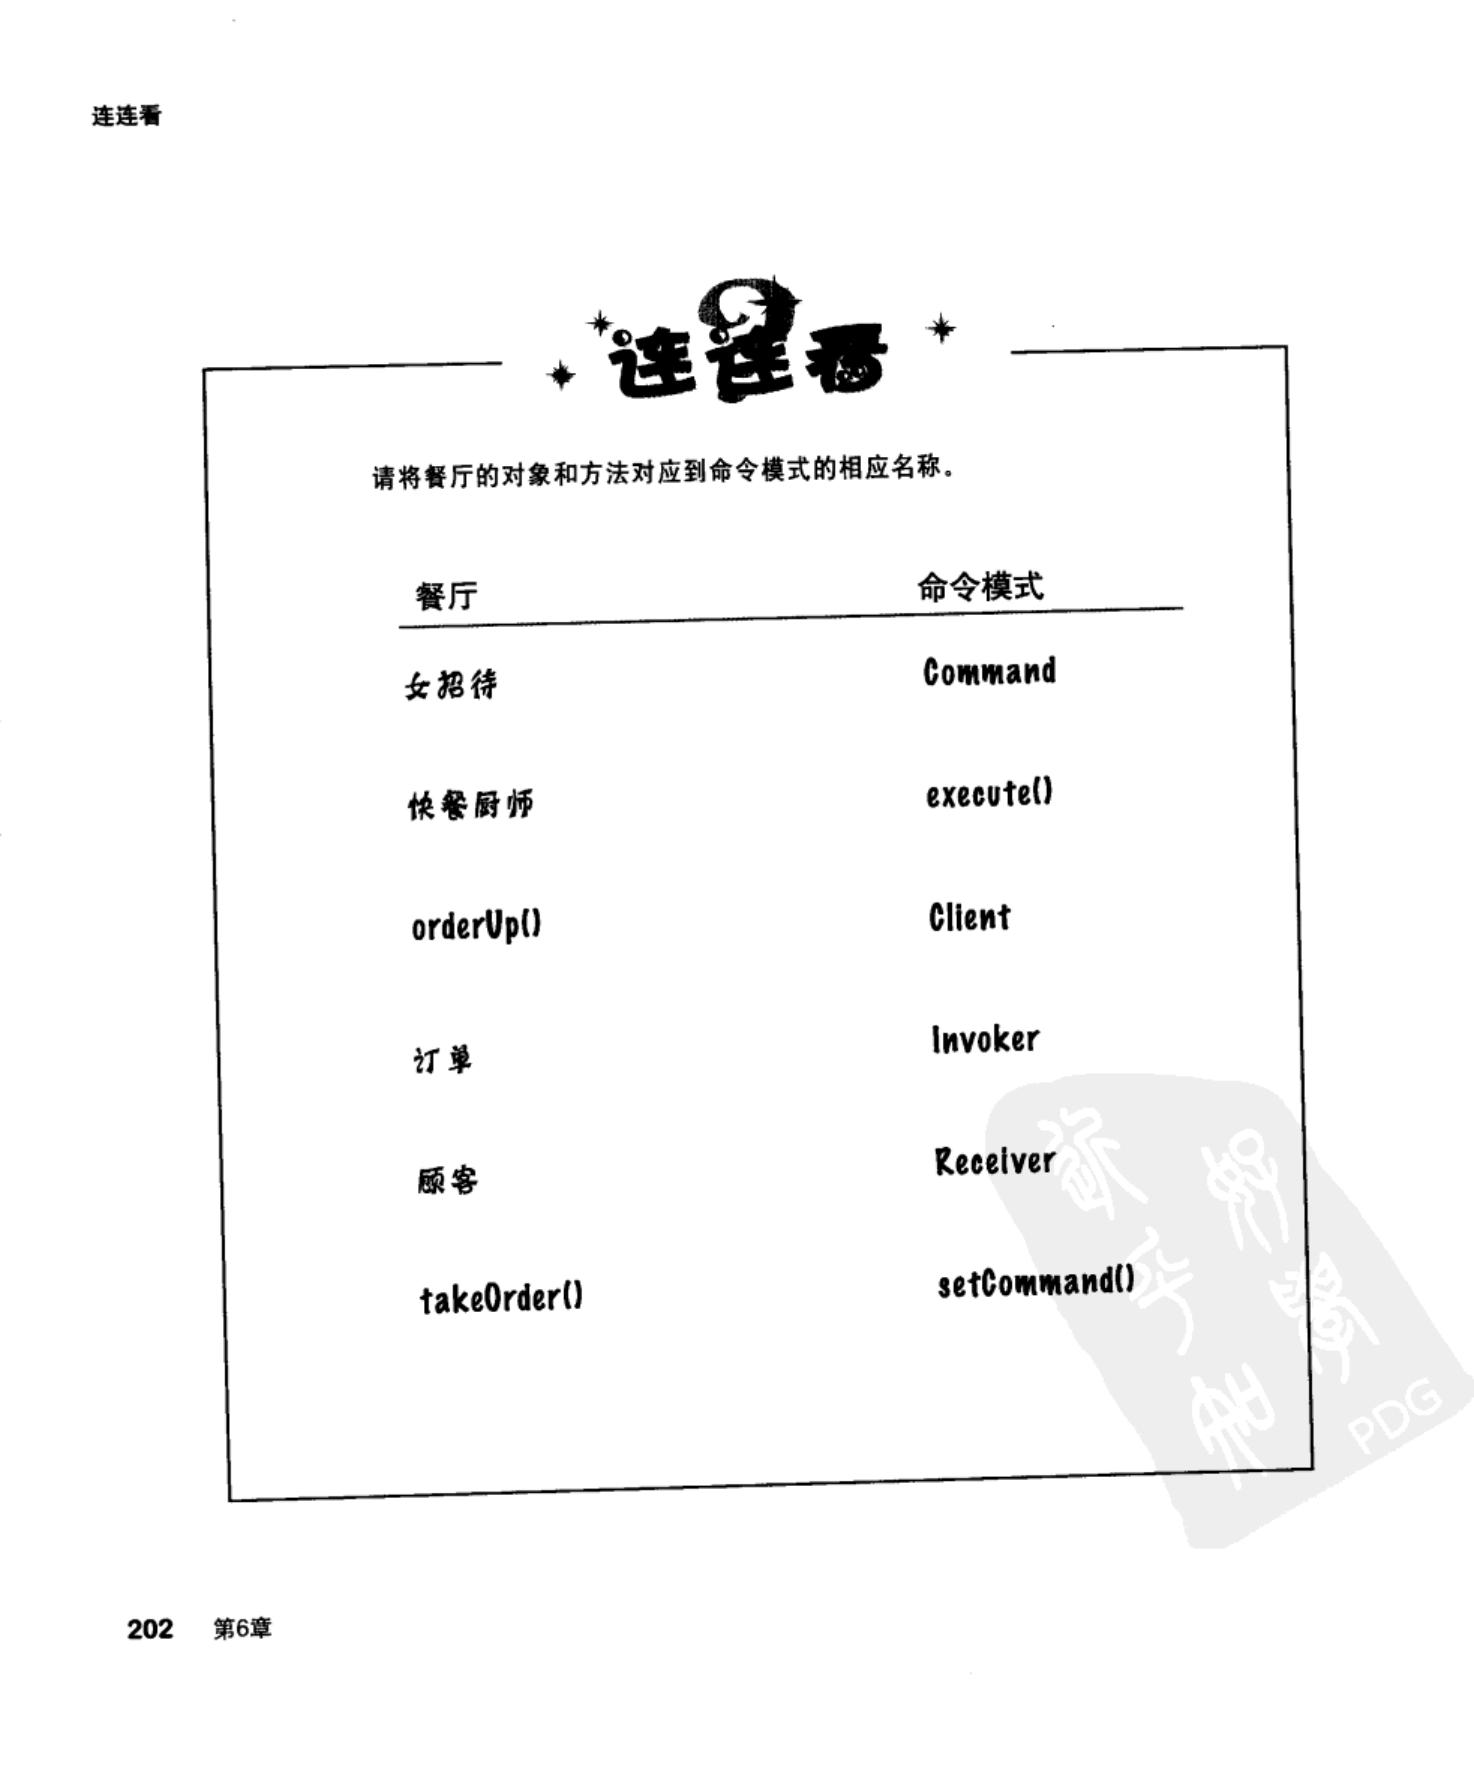 连连看
连连看
请将餐厅的对象和方法对应到命令模式的相应名称。
餐厅 命令模式
女招待 Command
快餐厨师 execute()
orderUp() Client
订单 Invoker
顾客 Receiver
takeOrder() setCommand()
PDG
202 第6章